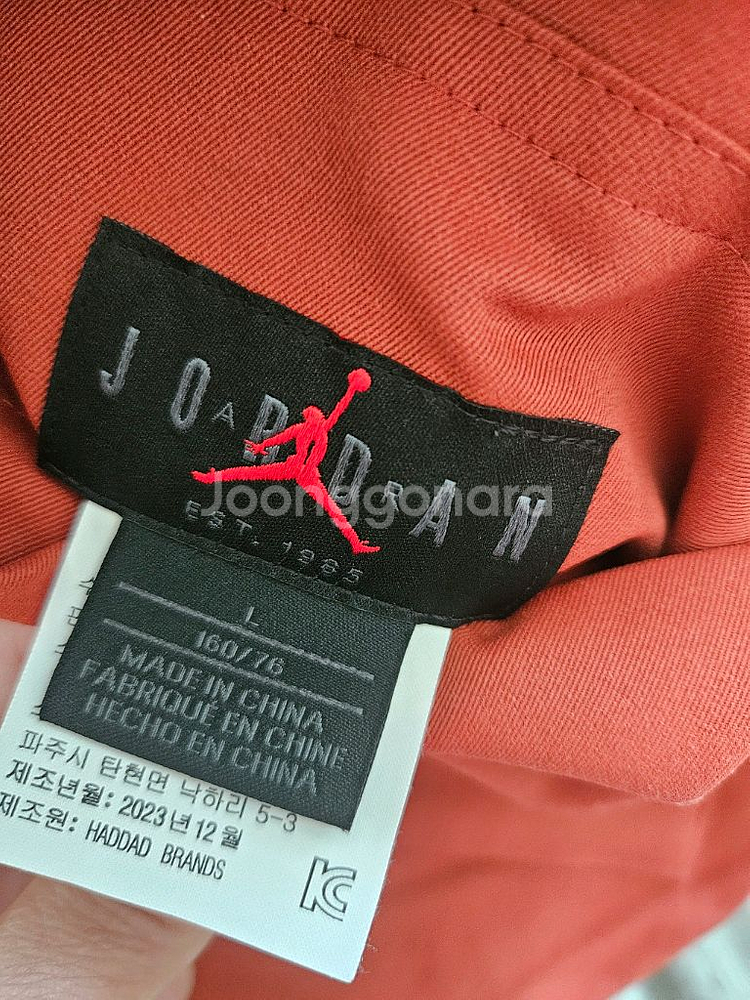 JORDAN
AIR
EST. 1985
Joonggonara
L
160/76
MADE IN CHINA
FABRIQUÉ EN CHINE
HECHO EN CHINA
파주시 탄현면 낙하리 5-3
제조년월: 2023년 12월
제조원: HADDAD BRANDS
KC